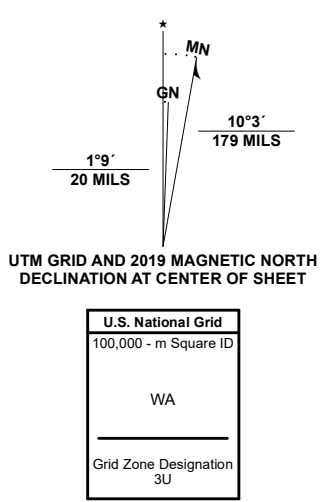 ★
MN
GN
10°3´
179 MILS
1°9´
20 MILS
UTM GRID AND 2019 MAGNETIC NORTH
DECLINATION AT CENTER OF SHEET
U.S. National Grid
100,000 - m Square ID
WA
Grid Zone Designation
3U